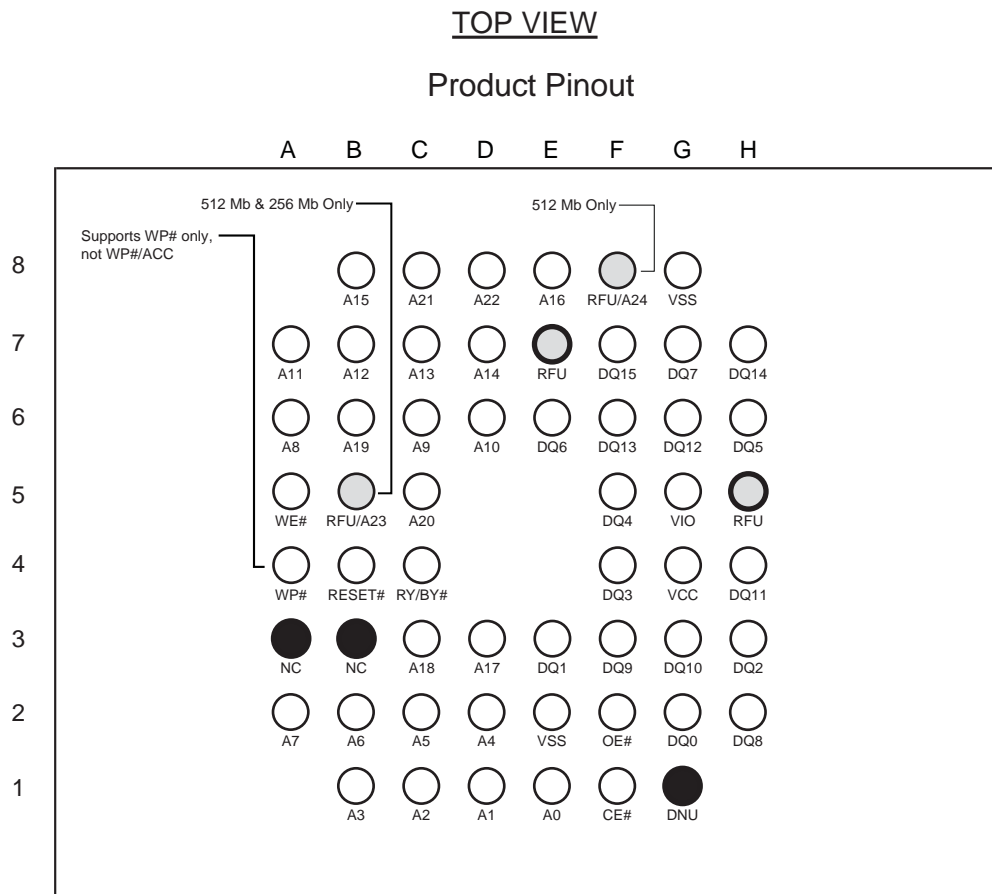 TOP VIEW
Product Pinout
A B C D E F G H
512 Mb & 256 Mb Only
512 Mb Only
Supports WP# only,
not WP#/ACC
8
A15 A21 A22 A16 RFU/A24 VSS
7
A11 A12 A13 A14 RFU DQ15 DQ7 DQ14
6
A8 A19 A9 A10 DQ6 DQ13 DQ12 DQ5
5
WE# RFU/A23 A20 DQ4 VIO RFU
4
WP# RESET# RY/BY# DQ3 VCC DQ11
3
NC NC A18 A17 DQ1 DQ9 DQ10 DQ2
2
A7 A6 A5 A4 VSS OE# DQ0 DQ8
1
A3 A2 A1 A0 CE# DNU